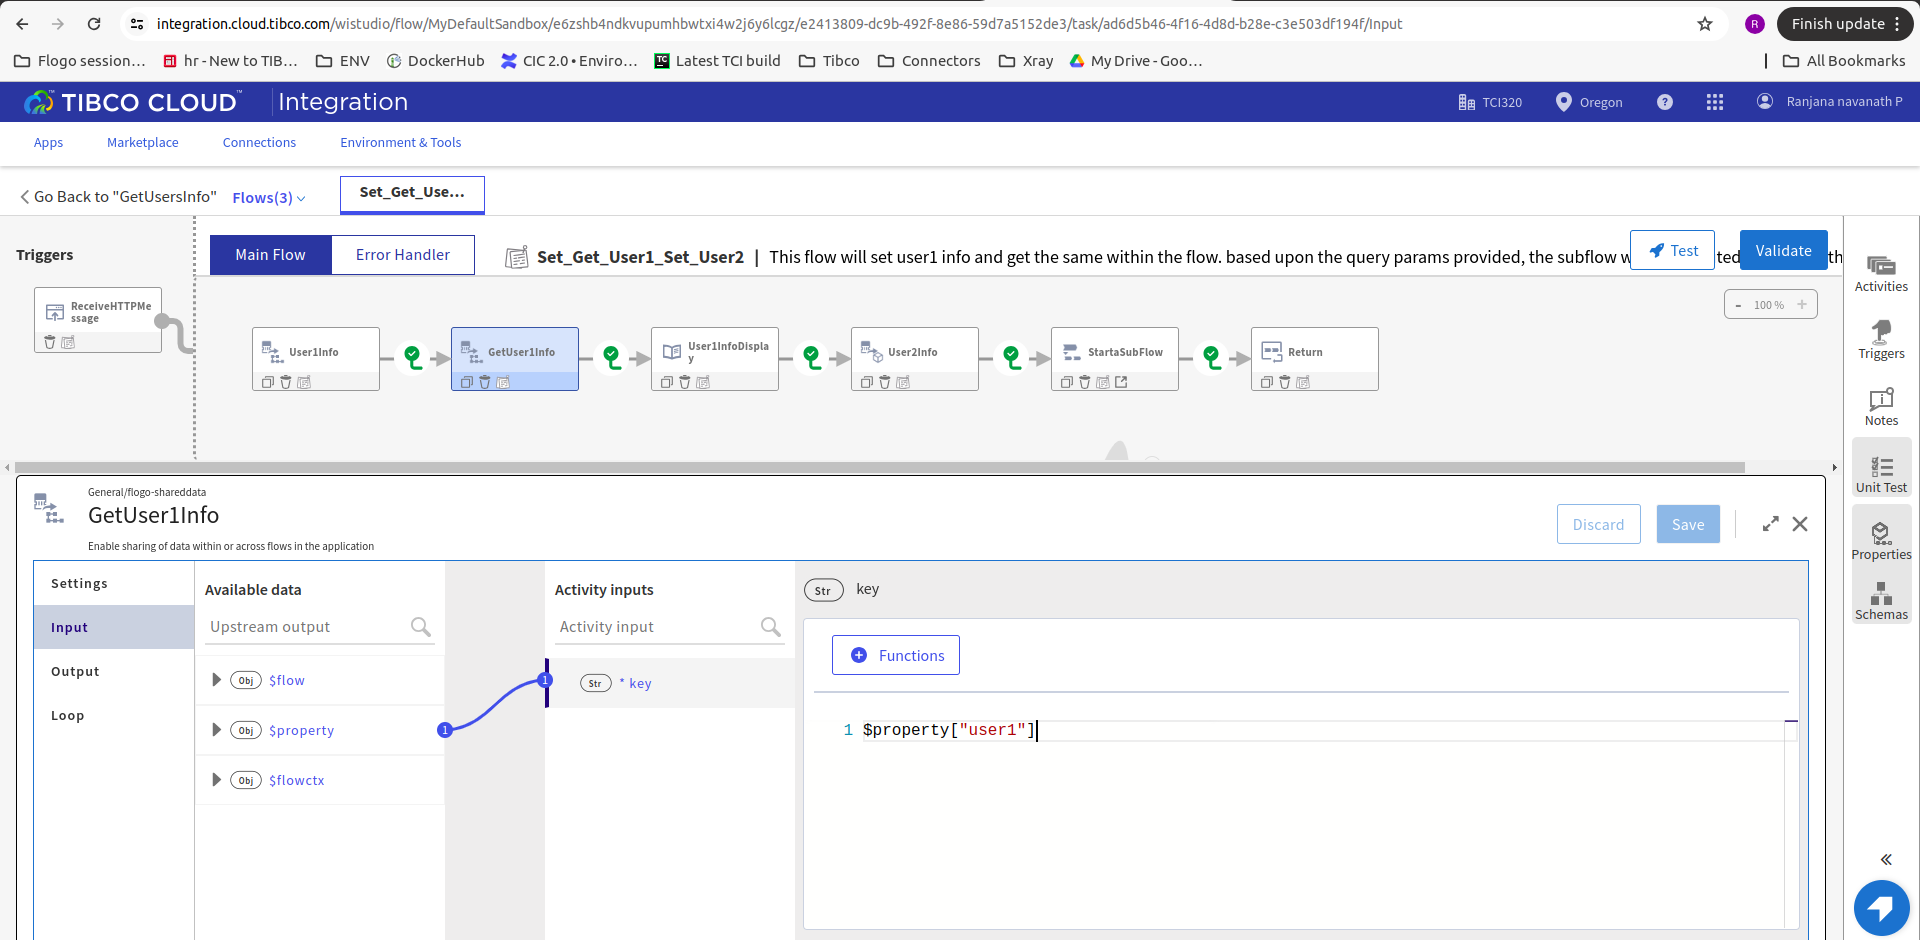 integration.cloud.tibco.com/wistudio/flow/MyDefaultSandbox/e6zshb4ndkvupumhbwtxi4w2j6y6lcgz/e2413809-dc9b-492f-8e86-59d7a5152de3/task/ad6d5b46-4f16-4d8d-b28e-c3e503df194f/Input
R
Finish update
Flogo session...
hr - New to TIB...
ENV
DockerHub
CIC 2.0 • Enviro...
TC Latest TCI build
Tibco
Connectors
Xray
My Drive - Goo...
All Bookmarks
TIBCO CLOUD™ Integration
TCI320
Oregon
?
Ranjana navanath P
Apps
Marketplace
Connections
Environment & Tools
Go Back to "GetUsersInfo"
Flows(3)
Set_Get_Use...
Triggers
Main Flow
Error Handler
Set_Get_User1_Set_User2 | This flow will set user1 info and get the same within the flow. based upon the query params provided, the subflow w
Test
ted
Validate
th
Activities
ReceiveHTTPMe
ssage
- 100 % +
User1Info
GetUser1Info
User1InfoDispla
y
User2Info
StartaSubFlow
Return
Triggers
Notes
Unit Test
Properties
Schemas
General/flogo-shareddata
GetUser1Info
Enable sharing of data within or across flows in the application
Discard
Save
Settings
Input
Output
Loop
Available data
Upstream output
Obj $flow
Obj $property
Obj $flowctx
1
1
Activity inputs
Activity input
Str * key
Str key
Functions
1 $property["user1"]